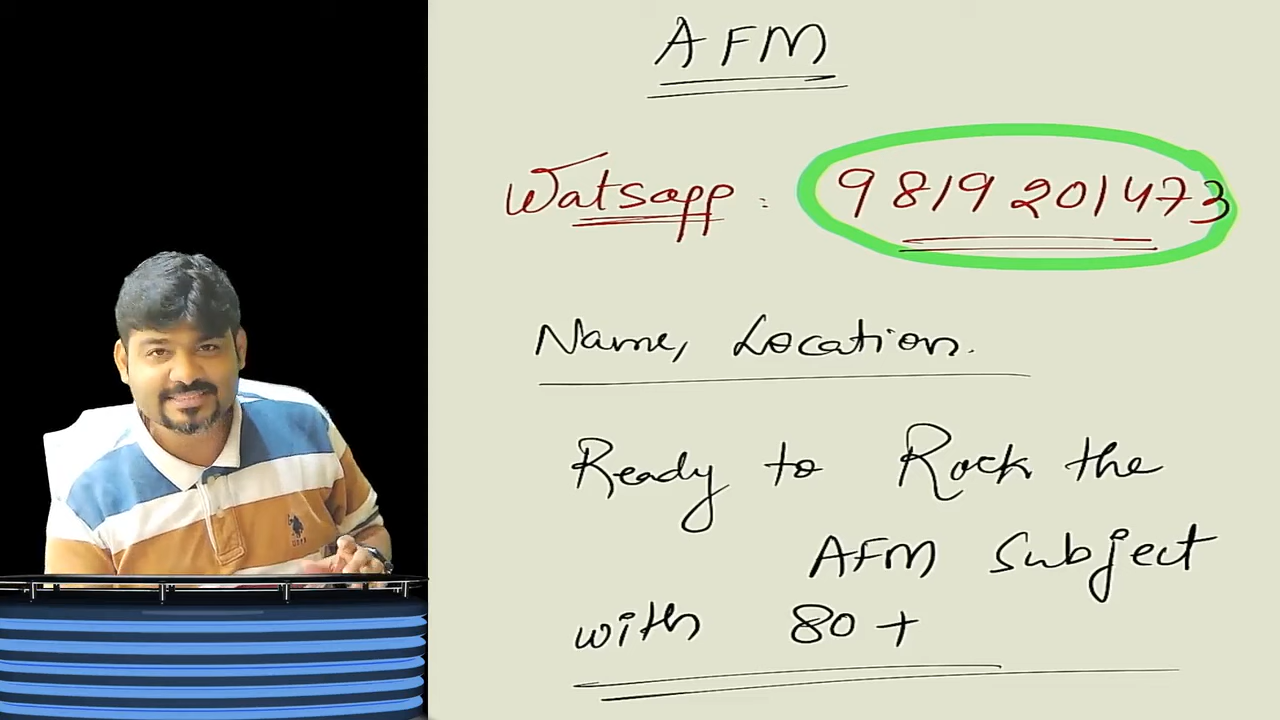 AFM
Watsapp : 9819201473
Name, Location.
Ready to Rock the
AFM Subject
with 80+